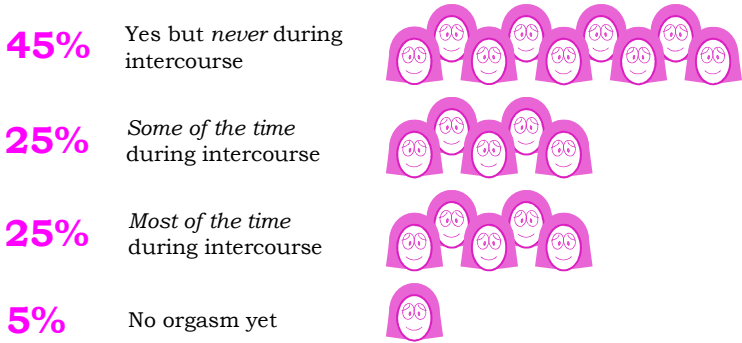 45%
Yes but never during
intercourse
25%
Some of the time
during intercourse
25%
Most of the time
during intercourse
5%
No orgasm yet